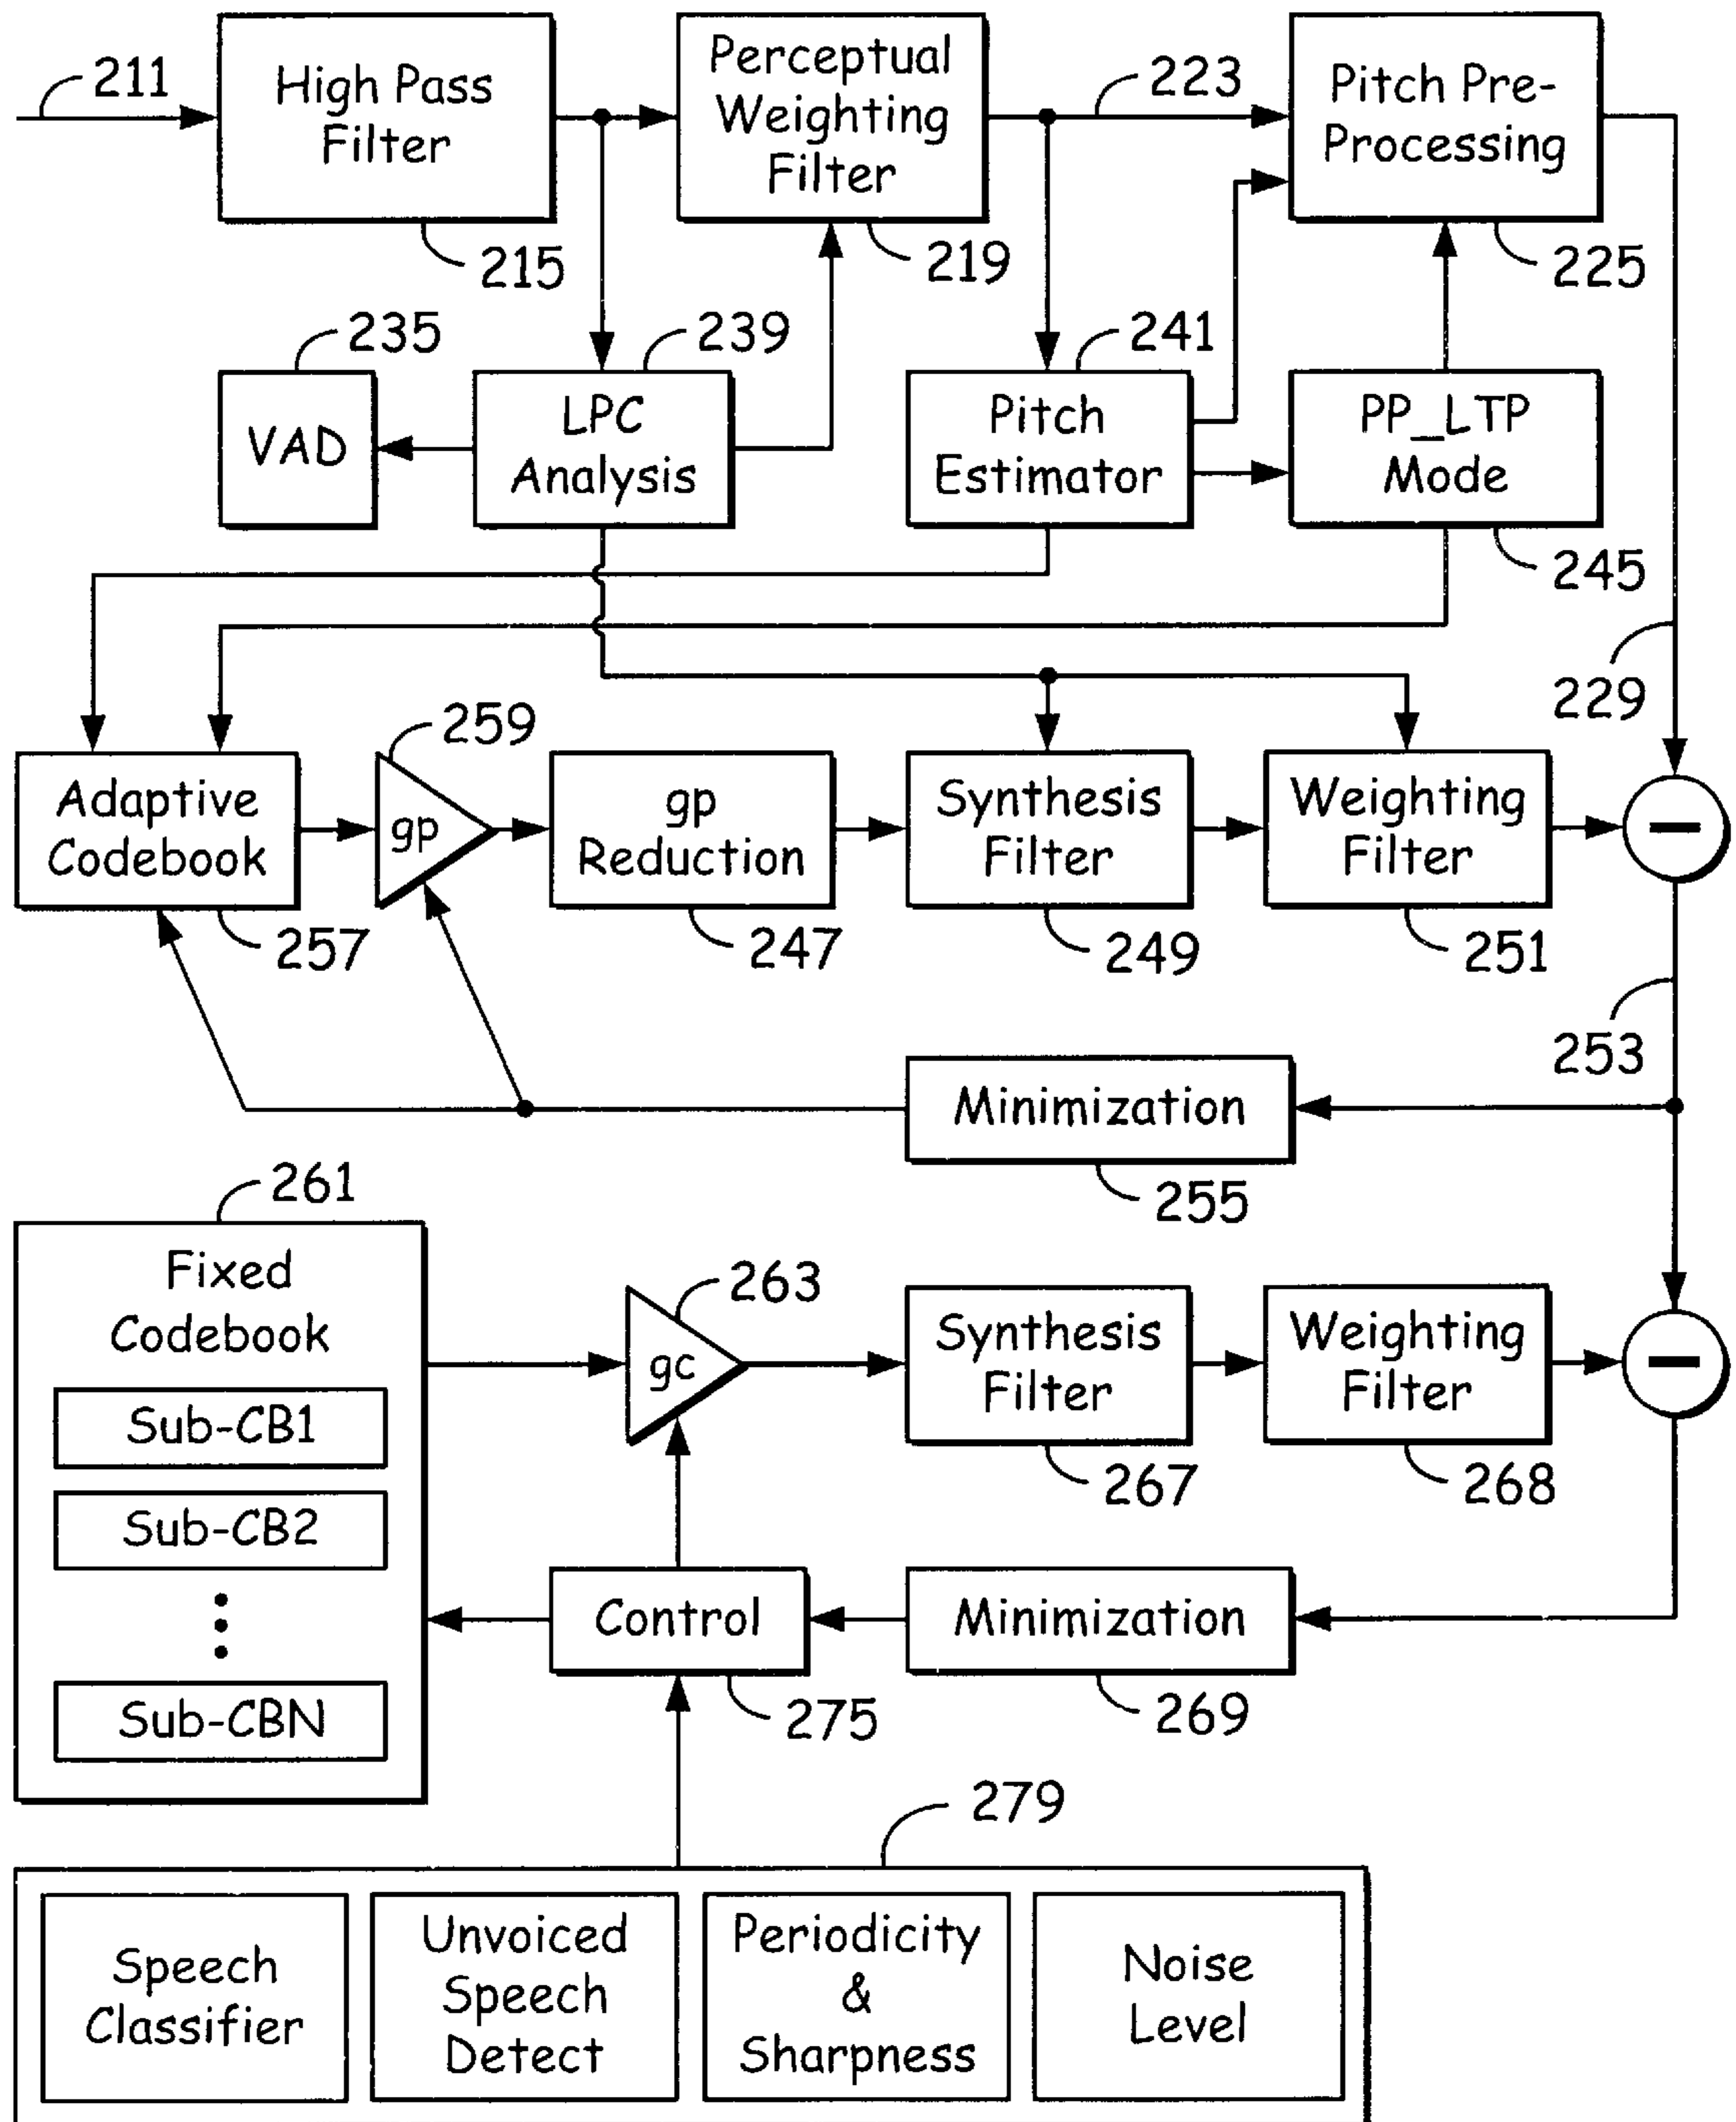 211
High Pass
Filter
215
Perceptual
Weighting
Filter
219
223
Pitch Pre-
Processing
225
235
VAD
239
LPC
Analysis
241
Pitch
Estimator
PP_LTP
Mode
245
229
Adaptive
Codebook
257
259
gp
gp
Reduction
247
Synthesis
Filter
249
Weighting
Filter
251
253
Minimization
255
261
Fixed
Codebook
Sub-CB1
Sub-CB2
Sub-CBN
263
gc
Synthesis
Filter
267
Weighting
Filter
268
Control
275
Minimization
269
279
Speech
Classifier
Unvoiced
Speech
Detect
Periodicity
&
Sharpness
Noise
Level